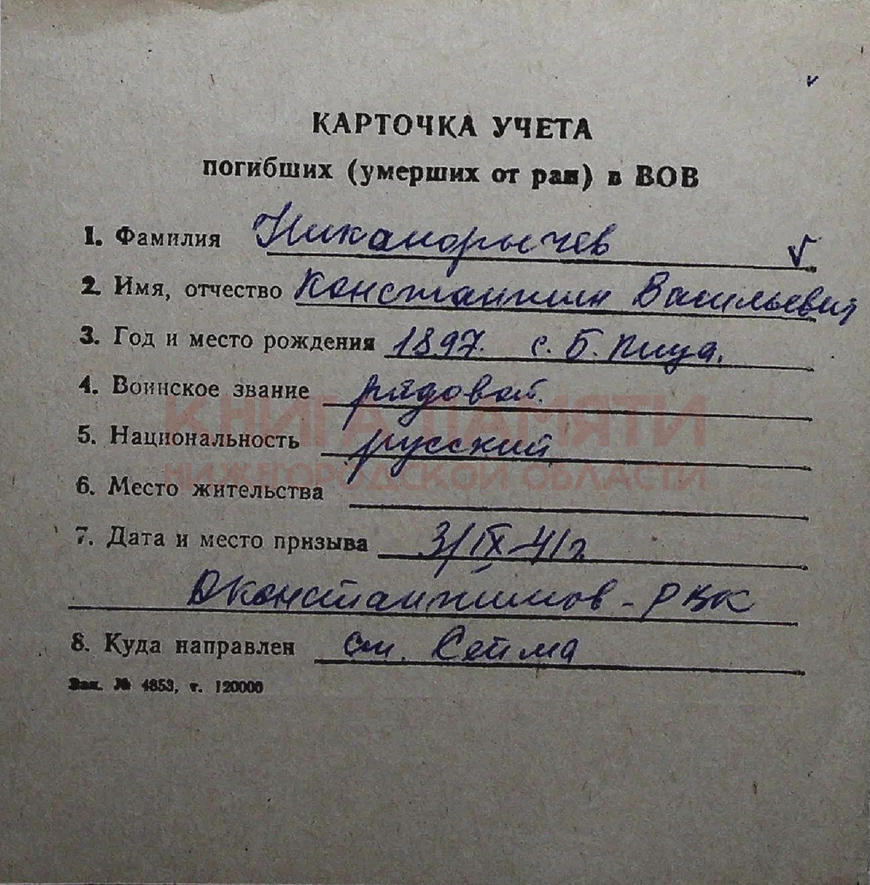 КАРТОЧКА УЧЕТА
погибших (умерших от ран) в ВОВ
1. Фамилия Никанорычев √
2. Имя, отчество Константин Васильевич
3. Год и место рождения 1897. с. Б. Пица.
4. Воинское звание рядовой.
КНИГА ПАМЯТИ
5. Национальность русский
НИЖЕГОРОДСКОЙ ОБЛАСТИ
6. Место жительства
7. Дата и место призыва 3/IX-41г
Дконстантинов-РВК
8. Куда направлен ст. Сейма
Зак. № 4853, т. 120000